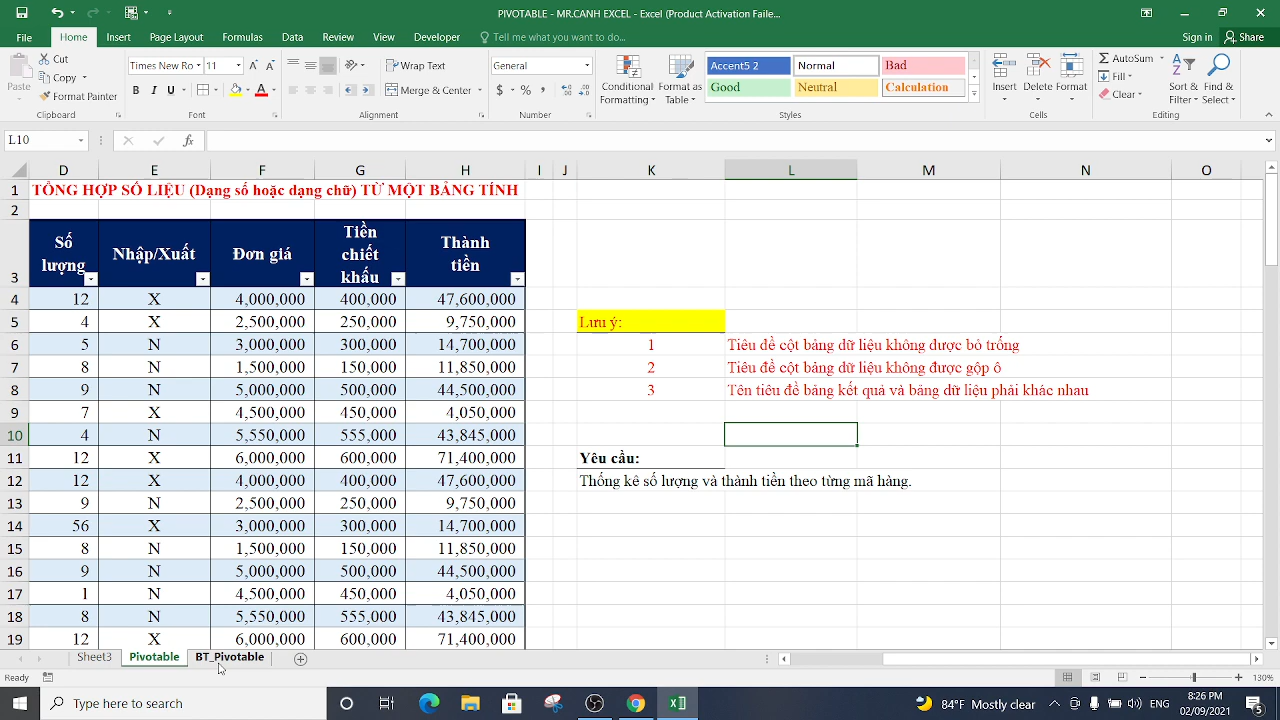 PIVOTABLE - MR.CANH EXCEL - Excel (Product Activation Faile...
File Home Insert Page Layout Formulas Data Review View Developer Tell me what you want to do... Sign in Share
Paste Cut Copy Format Painter
Times New Ro 11
Wrap Text Merge & Center
General
Conditional Formatting Format as Table
Accent5 2 Normal Bad
Good Neutral Calculation
Insert Delete Format
AutoSum Fill Clear
Sort & Filter Find & Select
Clipboard Font Alignment Number Styles Cells Editing
L10 fx
D E F G H I J K L M N O
1 TỔNG HỢP SỐ LIỆU (Dạng số hoặc dạng chữ) TỪ MỘT BẢNG TÍNH
2
3 Số lượng Nhập/Xuất Đơn giá Tiền chiết khấu Thành tiền
4 12 X 4,000,000 400,000 47,600,000
5 4 X 2,500,000 250,000 9,750,000 Lưu ý:
6 5 N 3,000,000 300,000 14,700,000 1 Tiêu đề cột bảng dữ liệu không được bỏ trống
7 8 N 1,500,000 150,000 11,850,000 2 Tiêu đề cột bảng dữ liệu không được gộp ô
8 9 N 5,000,000 500,000 44,500,000 3 Tên tiêu đề bảng kết quả và bảng dữ liệu phải khác nhau
9 7 X 4,500,000 450,000 4,050,000
10 4 N 5,550,000 555,000 43,845,000
11 12 X 6,000,000 600,000 71,400,000 Yêu cầu:
12 12 X 4,000,000 400,000 47,600,000 Thống kê số lượng và thành tiền theo từng mã hàng.
13 9 N 2,500,000 250,000 9,750,000
14 56 X 3,000,000 300,000 14,700,000
15 8 N 1,500,000 150,000 11,850,000
16 9 N 5,000,000 500,000 44,500,000
17 1 N 4,500,000 450,000 4,050,000
18 8 N 5,550,000 555,000 43,845,000
19 12 X 6,000,000 600,000 71,400,000
Sheet3 Pivotable BT_Pivotable
Ready 130%
Type here to search 84°F Mostly clear ENG 8:26 PM
02/09/2021